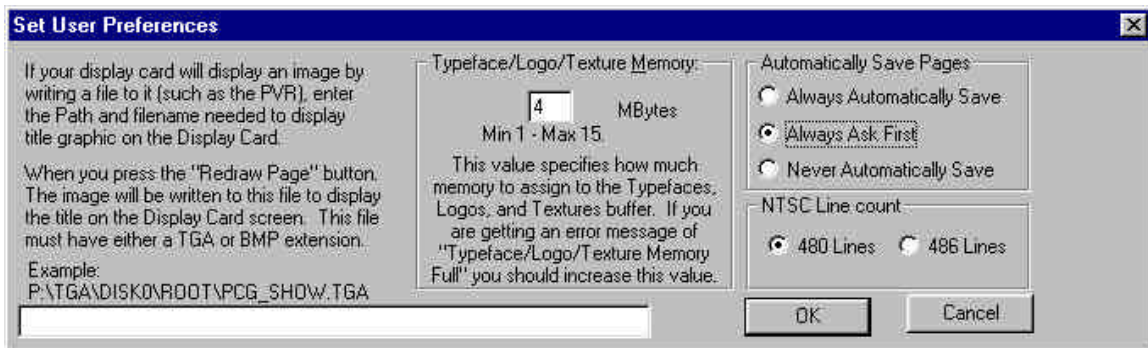 Set User Preferences
If your display card will display an image by
writing a file to it (such as the PVR), enter
the Path and filename needed to display
title graphic on the Display Card.
When you press the "Redraw Page" button.
The image will be written to this file to display
the title on the Display Card screen. This file
must have either a TGA or BMP extension.
Example:
P:\TGA\DISK0\ROOT\PCG_SHOW.TGA
Typeface/Logo/Texture Memory:
4 MBytes
Min 1 - Max 15.
This value specifies how much
memory to assign to the Typefaces,
Logos, and Textures buffer. If you
are getting an error message of
"Typeface/Logo/Texture Memory
Full" you should increase this value.
Automatically Save Pages
Always Automatically Save
Always Ask First
Never Automatically Save
NTSC Line count
480 Lines 486 Lines
OK Cancel